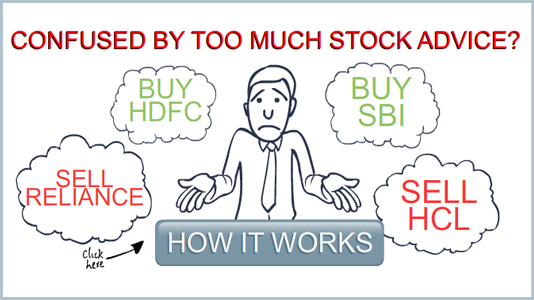 CONFUSED BY TOO MUCH STOCK ADVICE?
BUY
HDFC
BUY
SBI
SELL
RELIANCE
SELL
HCL
HOW IT WORKS
Click
here